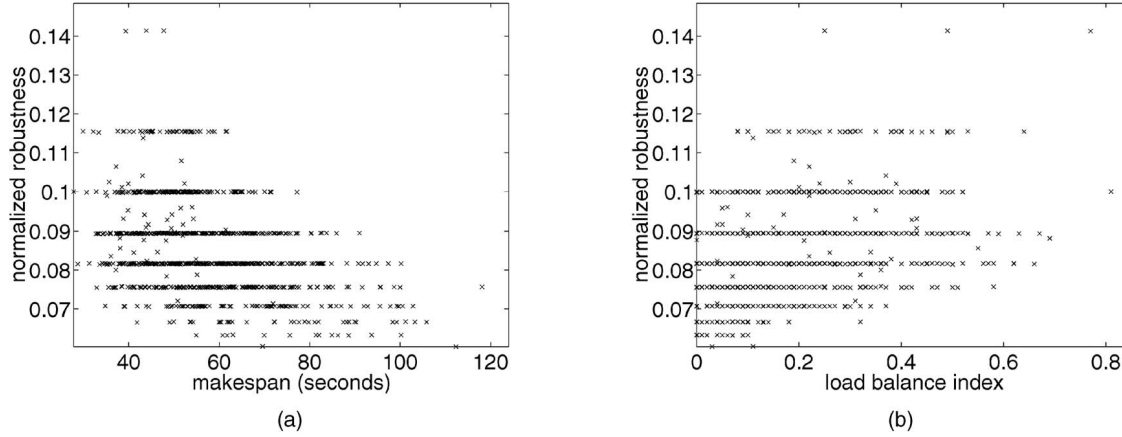 0.14
0.13
0.12
0.11
0.1
0.09
0.08
0.07
normalized robustness
40 60 80 100 120
makespan (seconds)
(a)
0.14
0.13
0.12
0.11
0.1
0.09
0.08
0.07
normalized robustness
0 0.2 0.4 0.6 0.8
load balance index
(b)